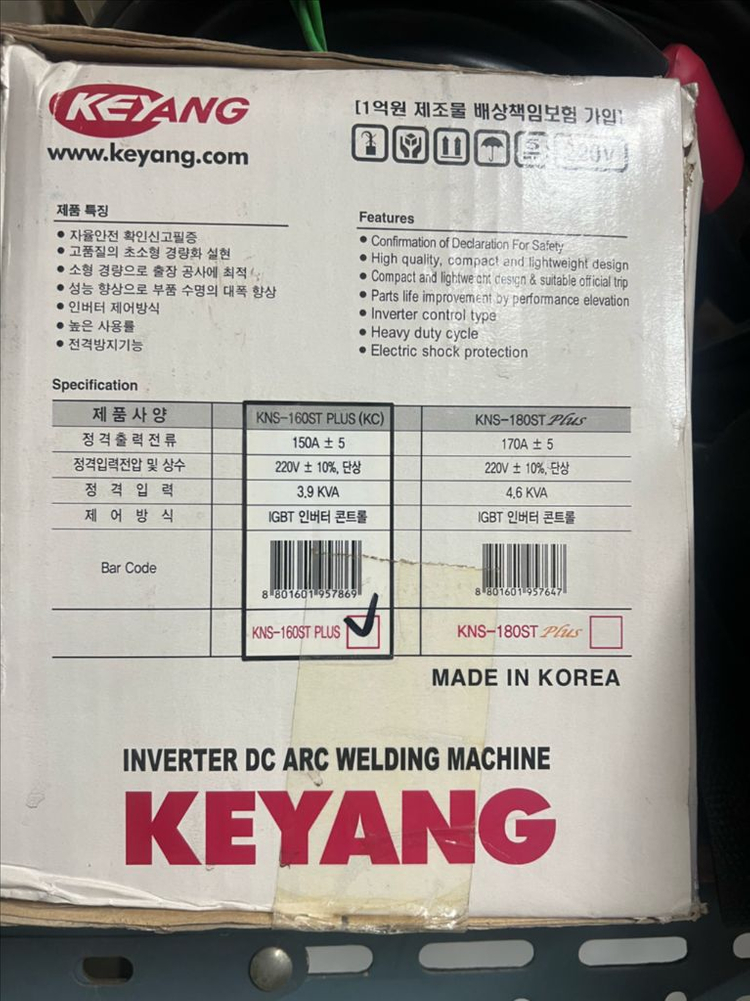 KEYANG
www.keyang.com
[1억원 제조물 배상책임보험 가입]
220V
제품 특징
• 자율안전 확인신고필증
• 고품질의 초소형 경량화 실현
• 소형 경량으로 출장 공사에 최적
• 성능 향상으로 부품 수명의 대폭 향상
• 인버터 제어방식
• 높은 사용률
• 전격방지기능
Features
• Confirmation of Declaration For Safety
• High quality, compact and lightweight design
• Compact and lightweight design & suitable official trip
• Parts life improvement by performance elevation
• Inverter control type
• Heavy duty cycle
• Electric shock protection
Specification
제품사양 KNS-160ST PLUS (KC) KNS-180ST Plus
정격출력전류 150A ± 5 170A ± 5
정격입력전압 및 상수 220V ± 10%, 단상 220V ± 10%, 단상
정격입력 3.9 KVA 4.6 KVA
제어방식 IGBT 인버터 콘트롤 IGBT 인버터 콘트롤
Bar Code
8 801601 957869 8 801601 957647
KNS-160ST PLUS KNS-180ST Plus
MADE IN KOREA
INVERTER DC ARC WELDING MACHINE
KEYANG